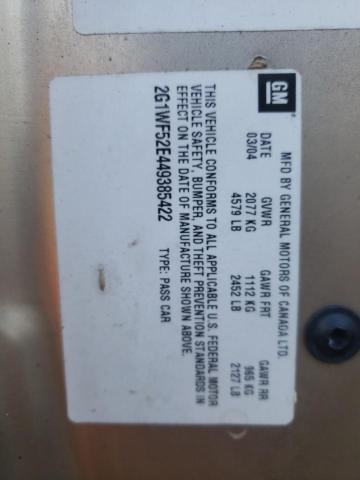 GM
MFD BY GENERAL MOTORS OF CANADA LTD.
DATE GVWR GAWR FRT GAWR RR
03/04 2077 KG 1112 KG 965 KG
4579 LB 2452 LB 2127 LB
THIS VEHICLE CONFORMS TO ALL APPLICABLE U.S. FEDERAL MOTOR
VEHICLE SAFETY, BUMPER, AND THEFT PREVENTION STANDARDS IN
EFFECT ON THE DATE OF MANUFACTURE SHOWN ABOVE.
2G1WF52E449385422 TYPE: PASS CAR